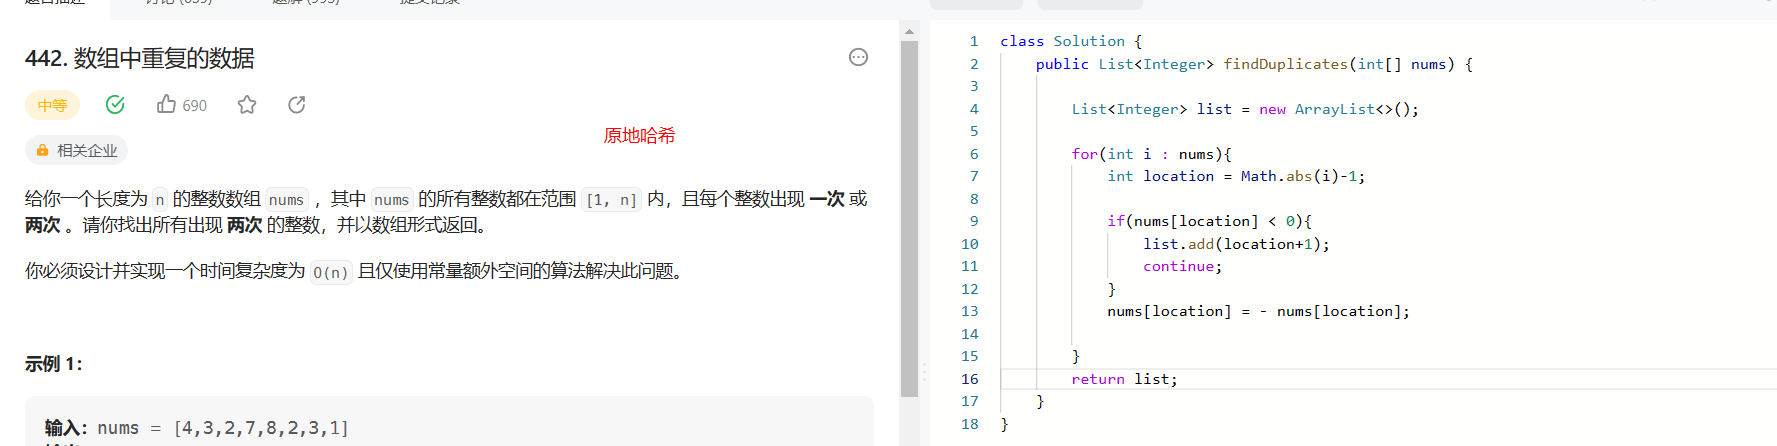 442. 数组中重复的数据
中等 690
原地哈希
相关企业
给你一个长度为 n 的整数数组 nums ，其中 nums 的所有整数都在范围 [1, n] 内，且每个整数出现 一次 或
两次 。请你找出所有出现 两次 的整数，并以数组形式返回。
你必须设计并实现一个时间复杂度为 O(n) 且仅使用常量额外空间的算法解决此问题。
示例 1：
输入：nums = [4,3,2,7,8,2,3,1]
1 class Solution {
2 public List<Integer> findDuplicates(int[] nums) {
3
4 List<Integer> list = new ArrayList<>();
5
6 for(int i : nums){
7 int location = Math.abs(i)-1;
8
9 if(nums[location] < 0){
10 list.add(location+1);
11 continue;
12 }
13 nums[location] = - nums[location];
14
15 }
16 return list;
17 }
18 }